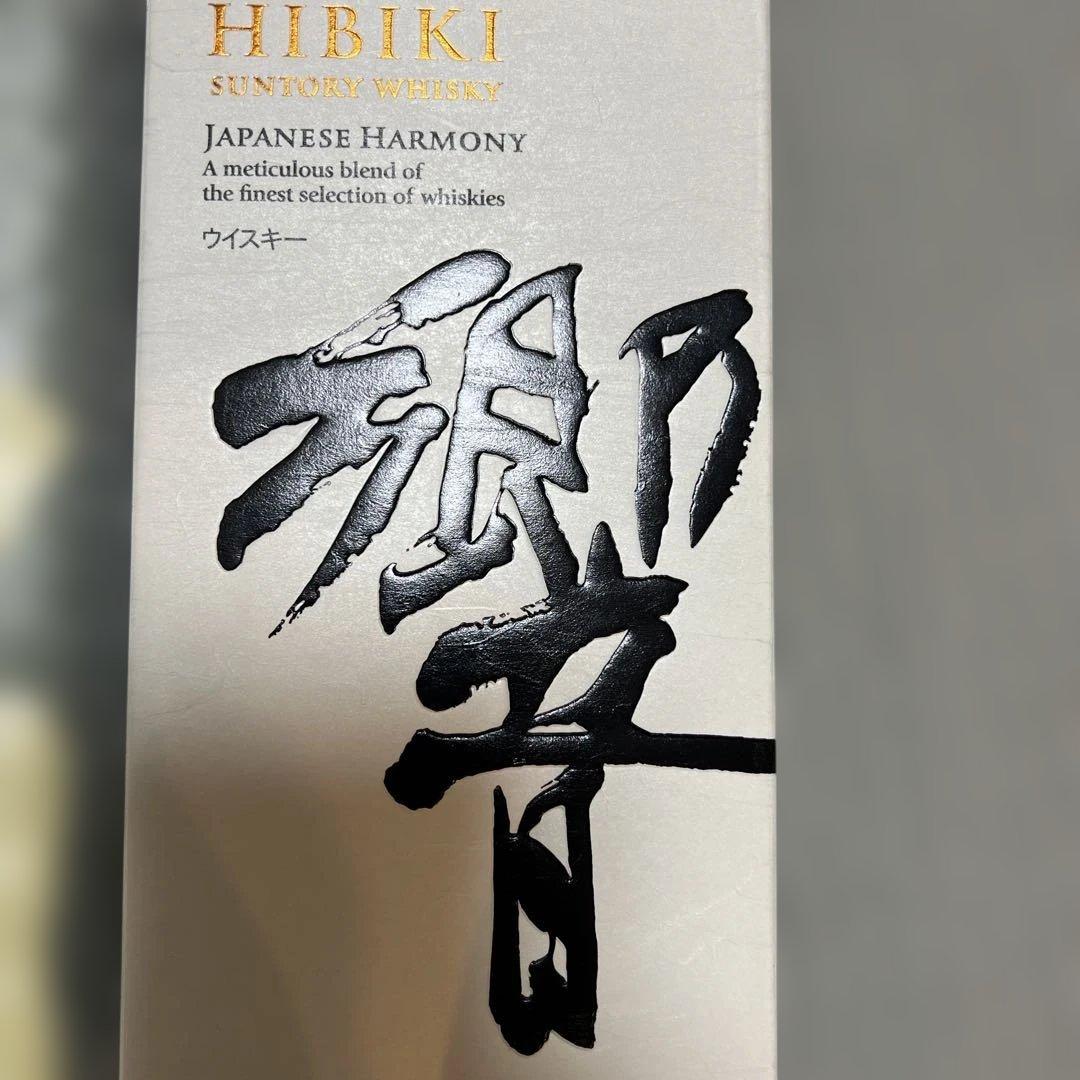 HIBIKI
SUNTORY WHISKY
JAPANESE HARMONY
A meticulous blend of
the finest selection of whiskies
ウイスキー
響